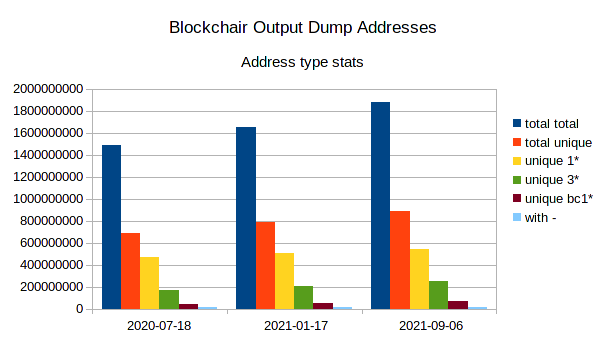 Blockchair Output Dump Addresses
Address type stats
2000000000
1800000000
1600000000
1400000000
1200000000
1000000000
800000000
600000000
400000000
200000000
0
2020-07-18
2021-01-17
2021-09-06
total total
total unique
unique 1*
unique 3*
unique bc1*
with -